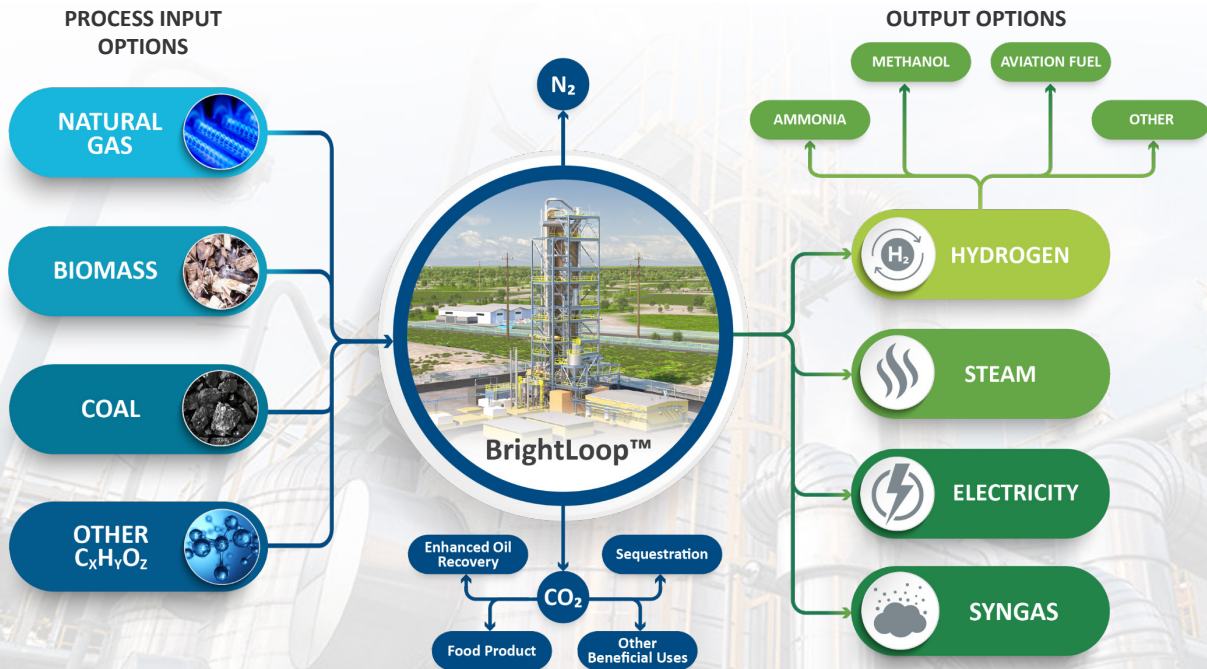 PROCESS INPUT
OPTIONS
NATURAL
GAS
BIOMASS
COAL
OTHER
CₓHᵧO_Z
N₂
BrightLoop™
CO₂
Enhanced Oil
Recovery
Sequestration
Food Product
Other
Beneficial Uses
OUTPUT OPTIONS
METHANOL
AVIATION FUEL
AMMONIA
OTHER
H₂
HYDROGEN
STEAM
ELECTRICITY
SYNGAS